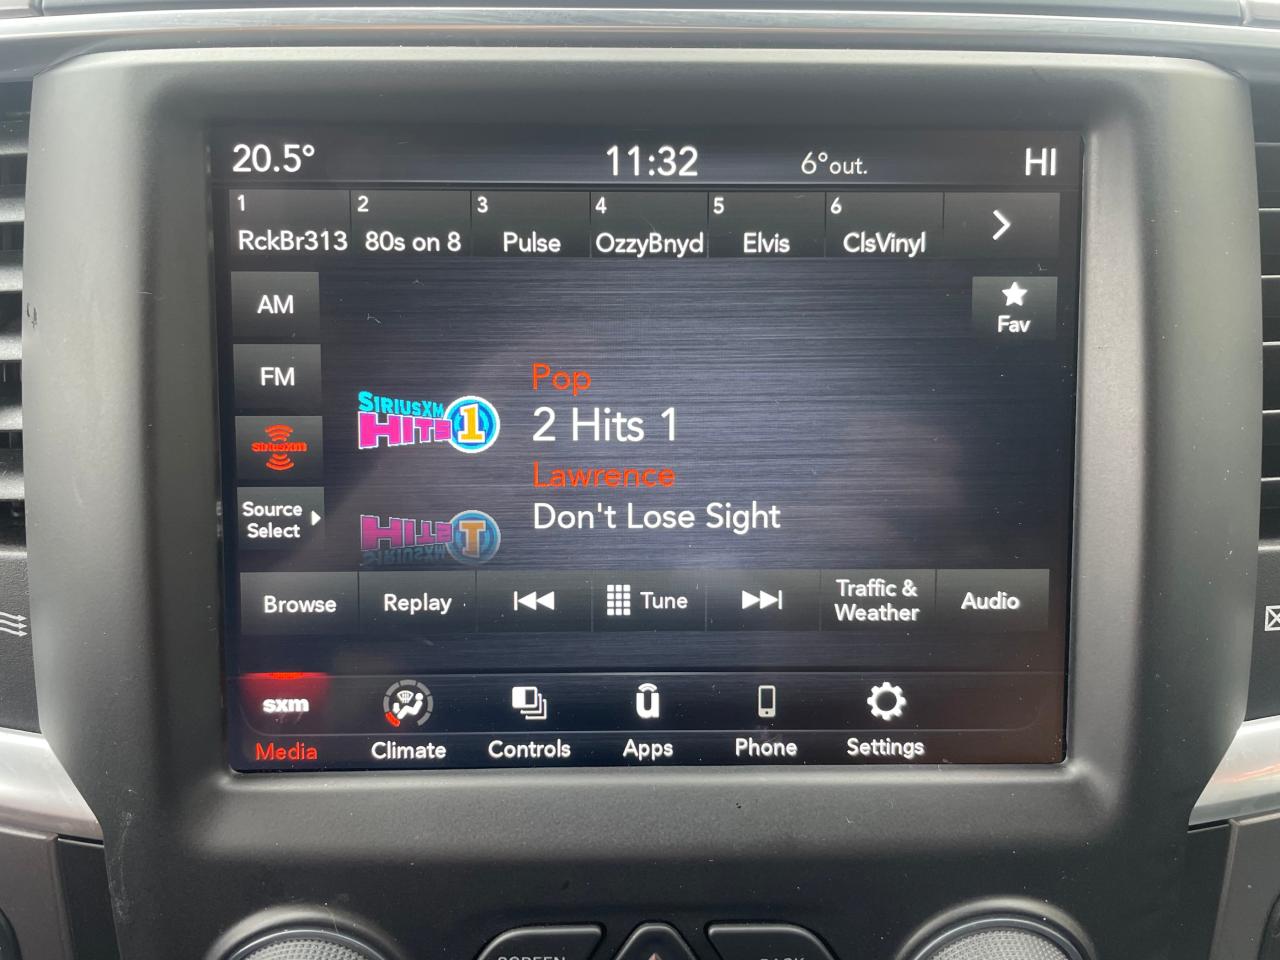 20.5° 11:32 6°out. HI
1 2 3 4 5 6
RckBr313 80s on 8 Pulse OzzyBnyd Elvis ClsVinyl
AM
Fav
FM
Pop
SIRIUSXM
HITS 1
2 Hits 1
SIRIUSXM
Lawrence
Source
Select
Don't Lose Sight
Browse Replay Tune Traffic &
Weather Audio
sxm
Media Climate Controls Apps Phone Settings